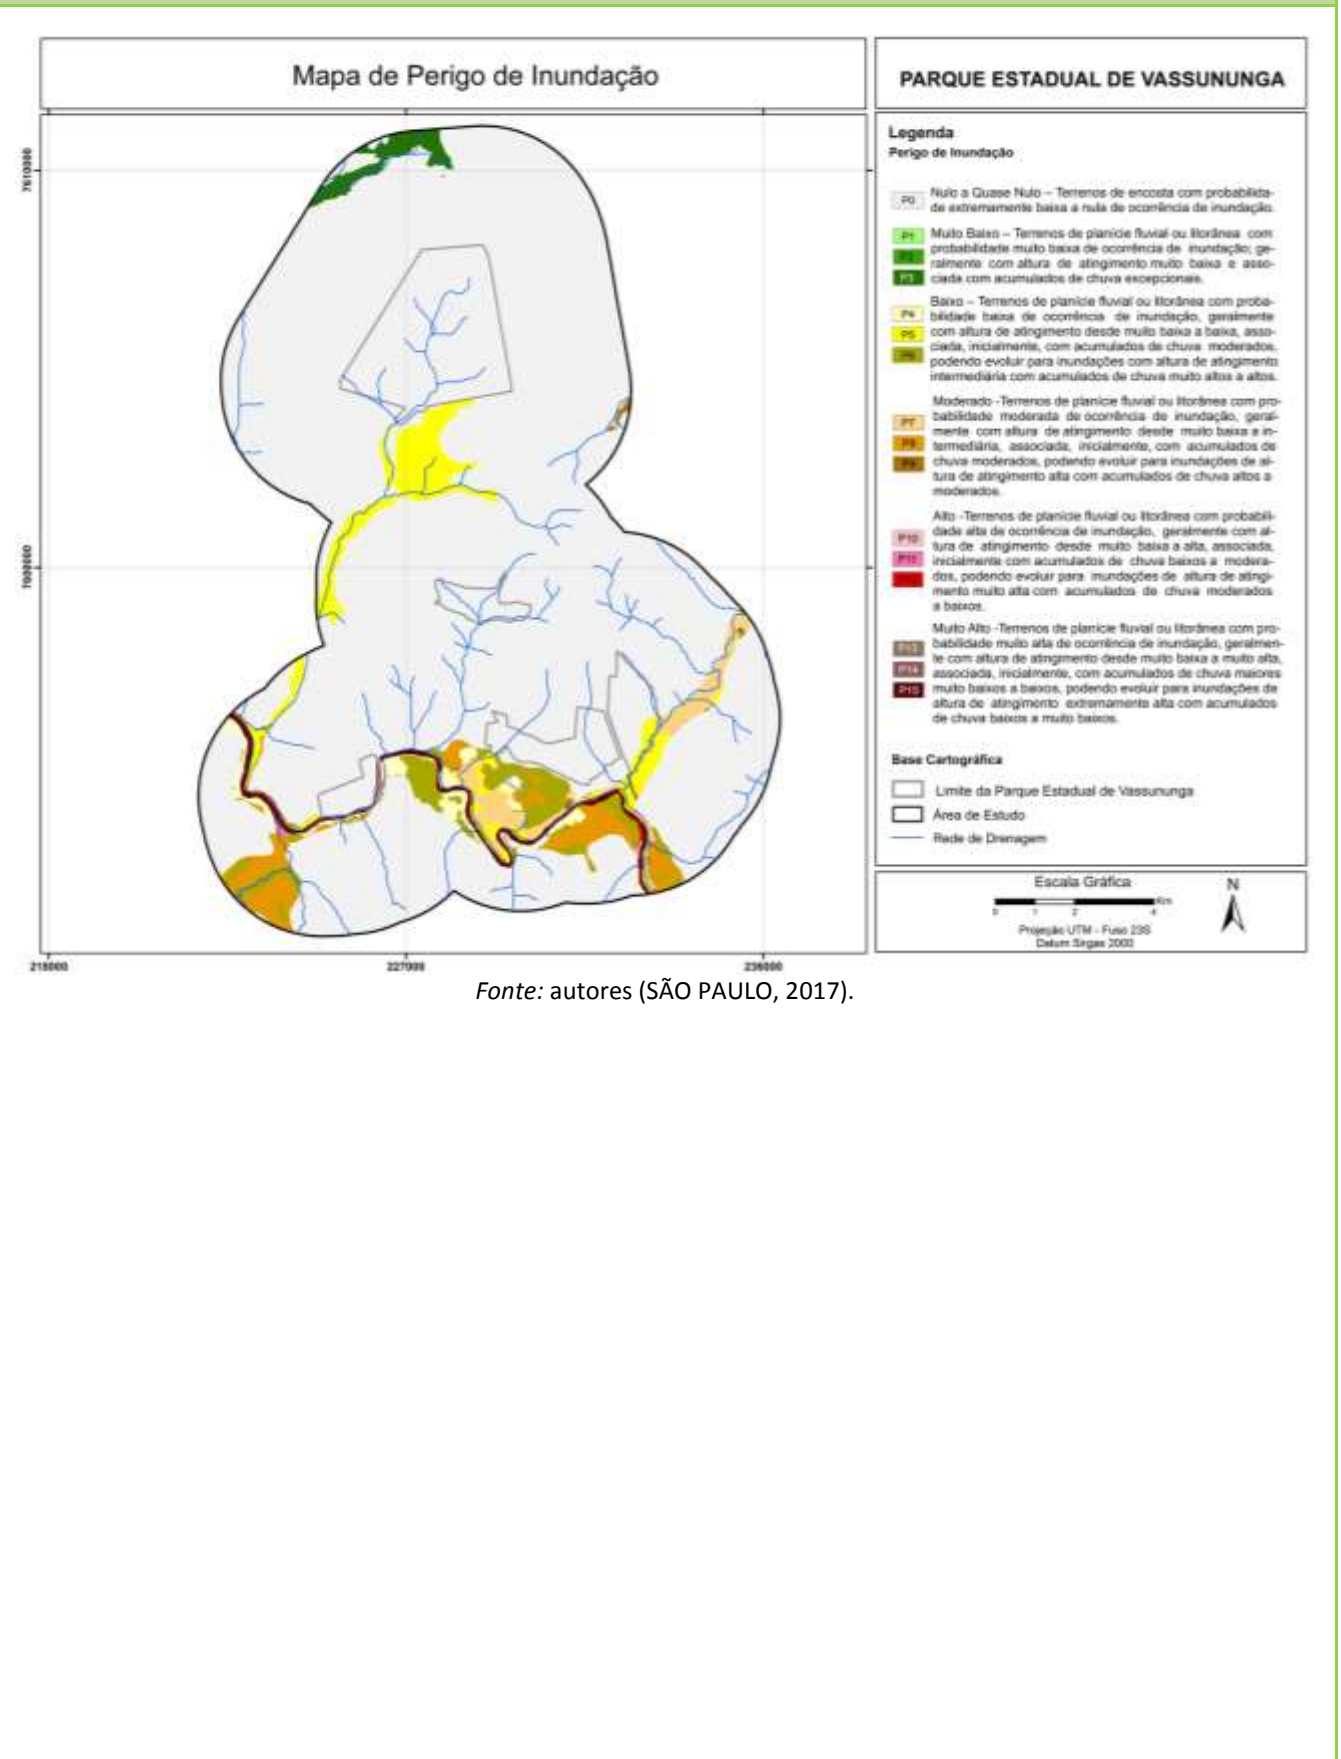 Mapa de Perigo de Inundação
PARQUE ESTADUAL DE VASSUNUNGA
Legenda
Perigo de Inundação
P0
Nulo a Quase Nulo – Terrenos de encosta com probabilida-
de extremamente baixa a nula de ocorrência de inundação.
P1
P2
P3
Muito Baixo – Terrenos de planície fluvial ou litorânea com
probabilidade muito baixa de ocorrência de inundação; ge-
ralmente com altura de atingimento muito baixa e asso-
ciada com acumulados de chuva excepcionais.
P4
P5
P6
Baixo – Terrenos de planície fluvial ou litorânea com proba-
bilidade baixa de ocorrência de inundação, geralmente
com altura de atingimento desde muito baixa a baixa, asso-
ciada, inicialmente, com acumulados de chuva moderados,
podendo evoluir para inundações com altura de atingimento
intermediária com acumulados de chuva muito altos a altos.
P7
P8
P9
Moderado -Terrenos de planície fluvial ou litorânea com pro-
babilidade moderada de ocorrência de inundação, geral-
mente com altura de atingimento desde muito baixa a in-
termediária, associada, inicialmente, com acumulados de
chuva moderados, podendo evoluir para inundações de al-
tura de atingimento alta com acumulados de chuva altos a
moderados.
P10
P11
Alto -Terrenos de planície fluvial ou litorânea com probabili-
dade alta de ocorrência de inundação, geralmente com al-
tura de atingimento desde muito baixa a alta, associada,
inicialmente com acumulados de chuva baixos a modera-
dos, podendo evoluir para inundações de altura de atingi-
mento muito alta com acumulados de chuva moderados
a baixos.
P13
P14
P15
Muito Alto -Terrenos de planície fluvial ou litorânea com pro-
babilidade muito alta de ocorrência de inundação, geralmen-
te com altura de atingimento desde muito baixa a muito alta,
associada, inicialmente, com acumulados de chuva maiores
muito baixos a baixos, podendo evoluir para inundações de
altura de atingimento extremamente alta com acumulados
de chuva baixos a muito baixos.
Base Cartográfica
Limite da Parque Estadual de Vassununga
Área de Estudo
Rede de Drenagem
Escala Gráfica
N
Km
0 1 2 4
Projeção UTM - Fuso 23S
Datum Sirgas 2000
7610000
218000
227000
236000
Fonte: autores (SÃO PAULO, 2017).